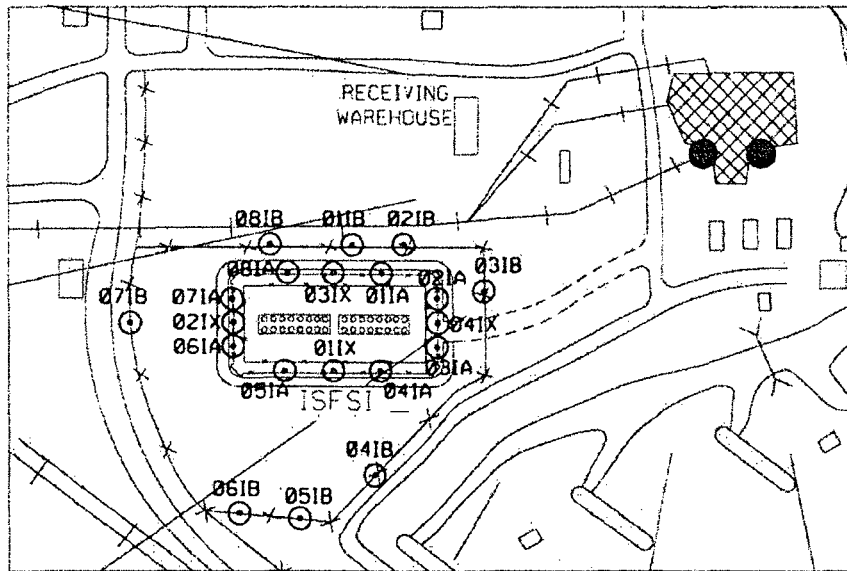 RECEIVING
WAREHOUSE
08IB 01IB 02IB
08IA 03IX 01IA 02IA 03IB
07IB 07IA
02IX 04IX
06IA 01IX 03IA
05IA 04IA
ISFSI
04IB
06IB 05IB